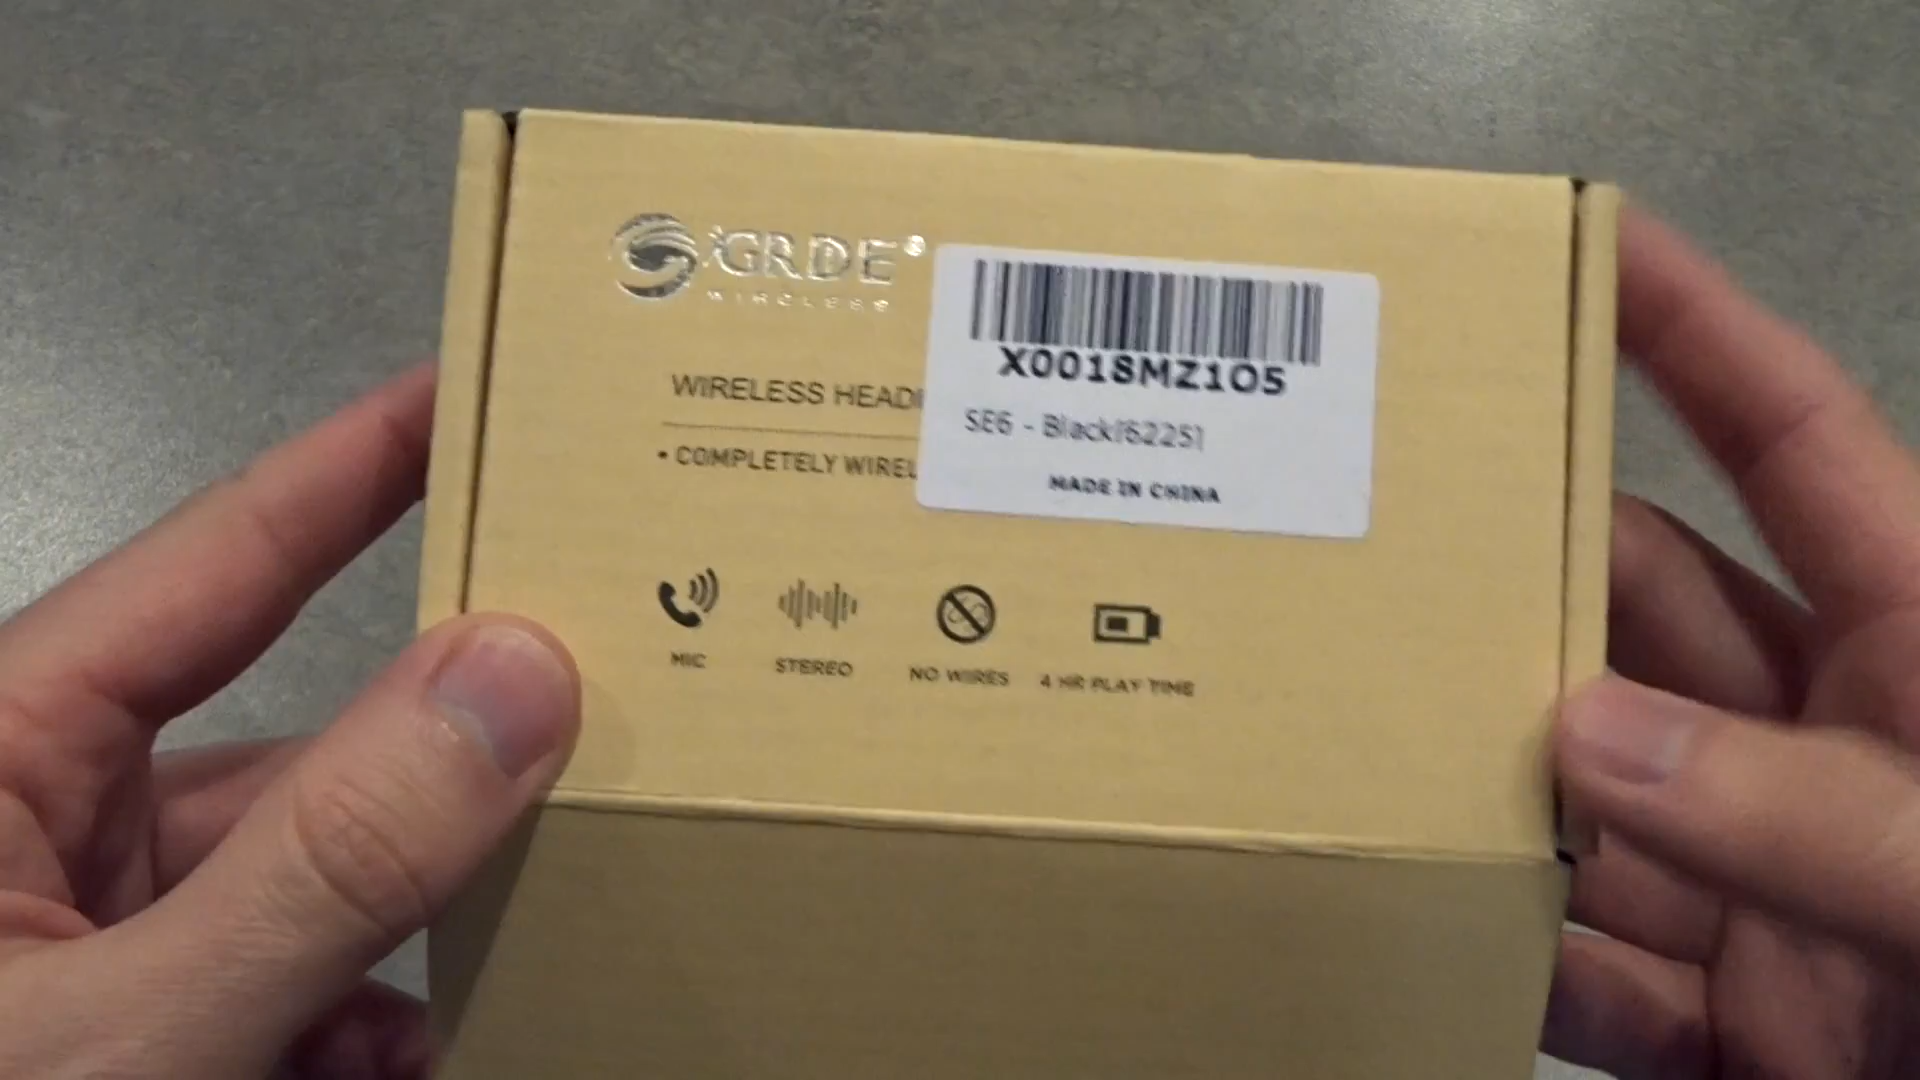 GRDE®
WIRELESS
X0018MZ1O5
WIRELESS HEAD
SE6 - Black[6225]
• COMPLETELY WIREL
MADE IN CHINA
MIC
STEREO
NO WIRES
4 HR PLAY TIME